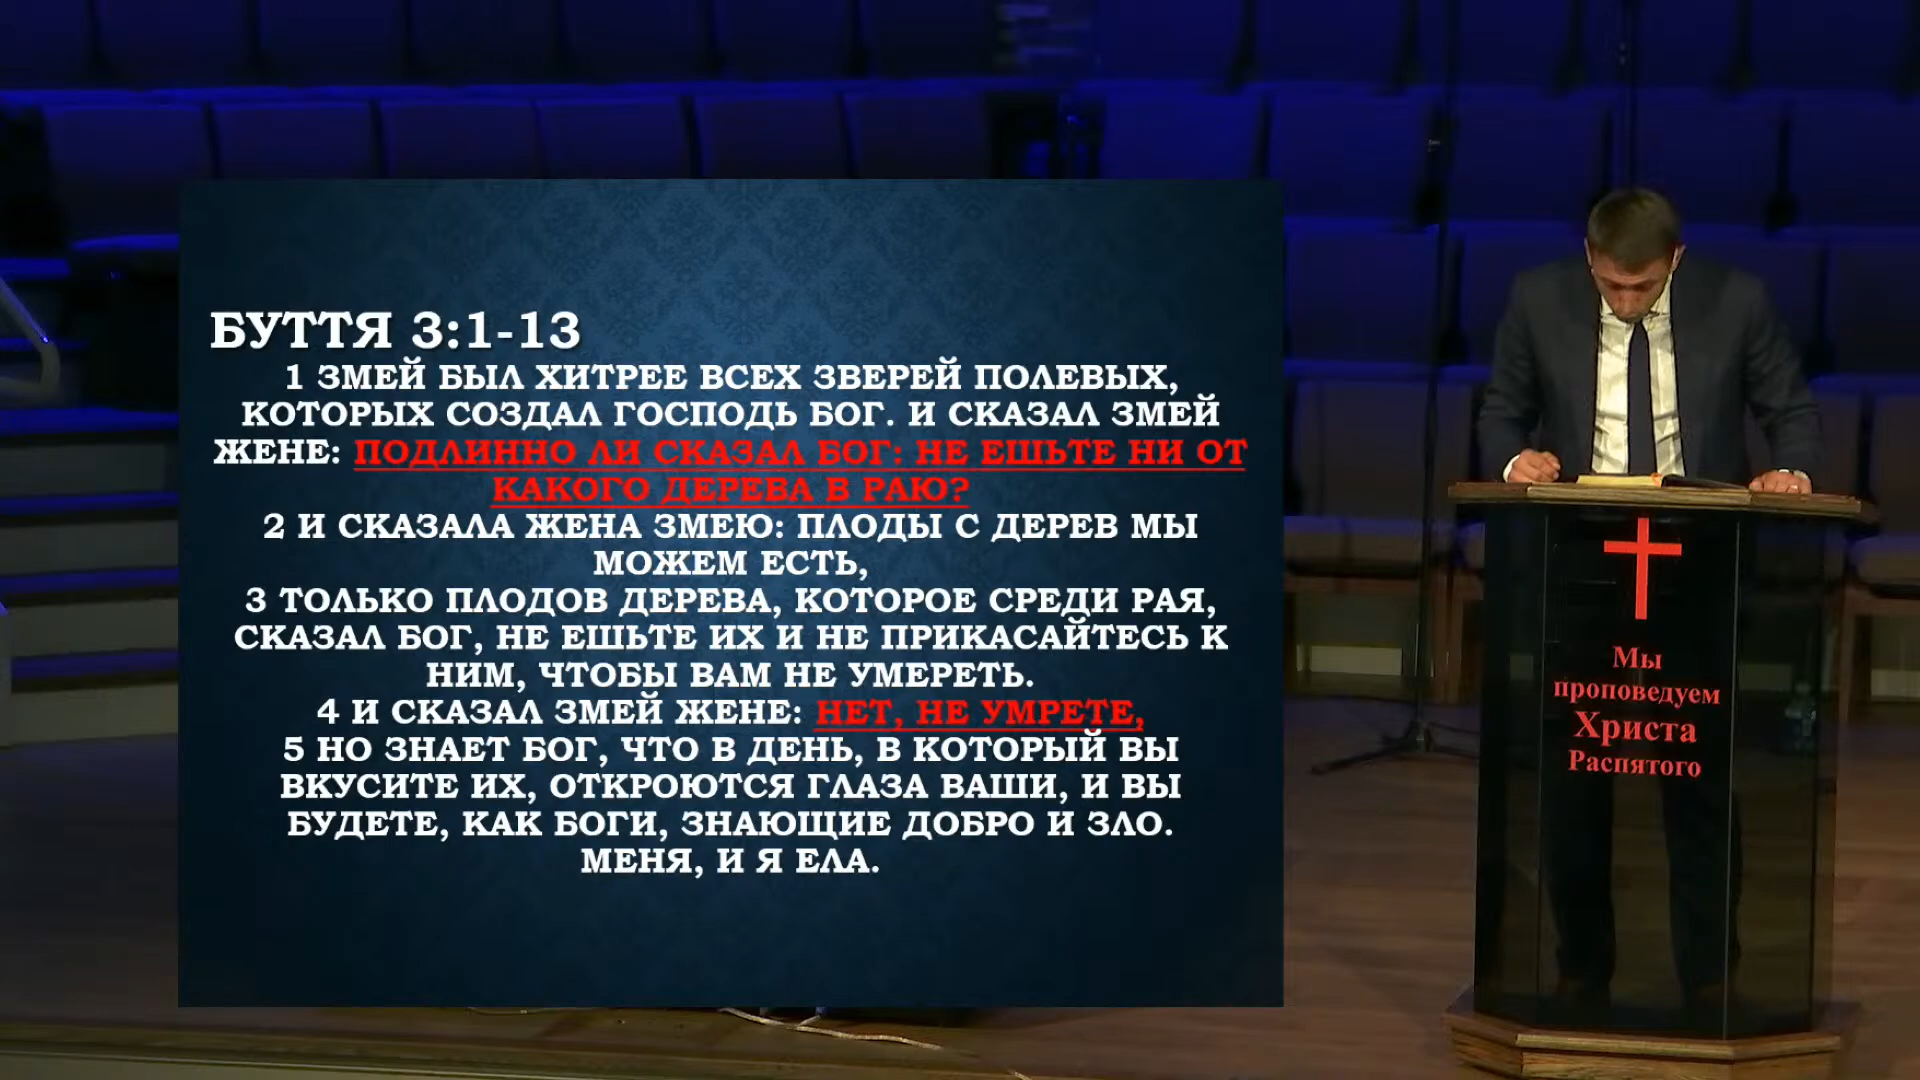 БУТТЯ 3:1-13
1 ЗМЕЙ БЫЛ ХИТРЕЕ ВСЕХ ЗВЕРЕЙ ПОЛЕВЫХ,
КОТОРЫХ СОЗДАЛ ГОСПОДЬ БОГ. И СКАЗАЛ ЗМЕЙ
ЖЕНЕ: ПОДЛИННО ЛИ СКАЗАЛ БОГ: НЕ ЕШЬТЕ НИ ОТ
КАКОГО ДЕРЕВА В РАЮ?
2 И СКАЗАЛА ЖЕНА ЗМЕЮ: ПЛОДЫ С ДЕРЕВ МЫ
МОЖЕМ ЕСТЬ,
3 ТОЛЬКО ПЛОДОВ ДЕРЕВА, КОТОРОЕ СРЕДИ РАЯ,
СКАЗАЛ БОГ, НЕ ЕШЬТЕ ИХ И НЕ ПРИКАСАЙТЕСЬ К
НИМ, ЧТОБЫ ВАМ НЕ УМЕРЕТЬ.
4 И СКАЗАЛ ЗМЕЙ ЖЕНЕ: НЕТ, НЕ УМРЕТЕ,
5 НО ЗНАЕТ БОГ, ЧТО В ДЕНЬ, В КОТОРЫЙ ВЫ
ВКУСИТЕ ИХ, ОТКРОЮТСЯ ГЛАЗА ВАШИ, И ВЫ
БУДЕТЕ, КАК БОГИ, ЗНАЮЩИЕ ДОБРО И ЗЛО.
МЕНЯ, И Я ЕЛА.
Мы
проповедуем
Христа
Распятого